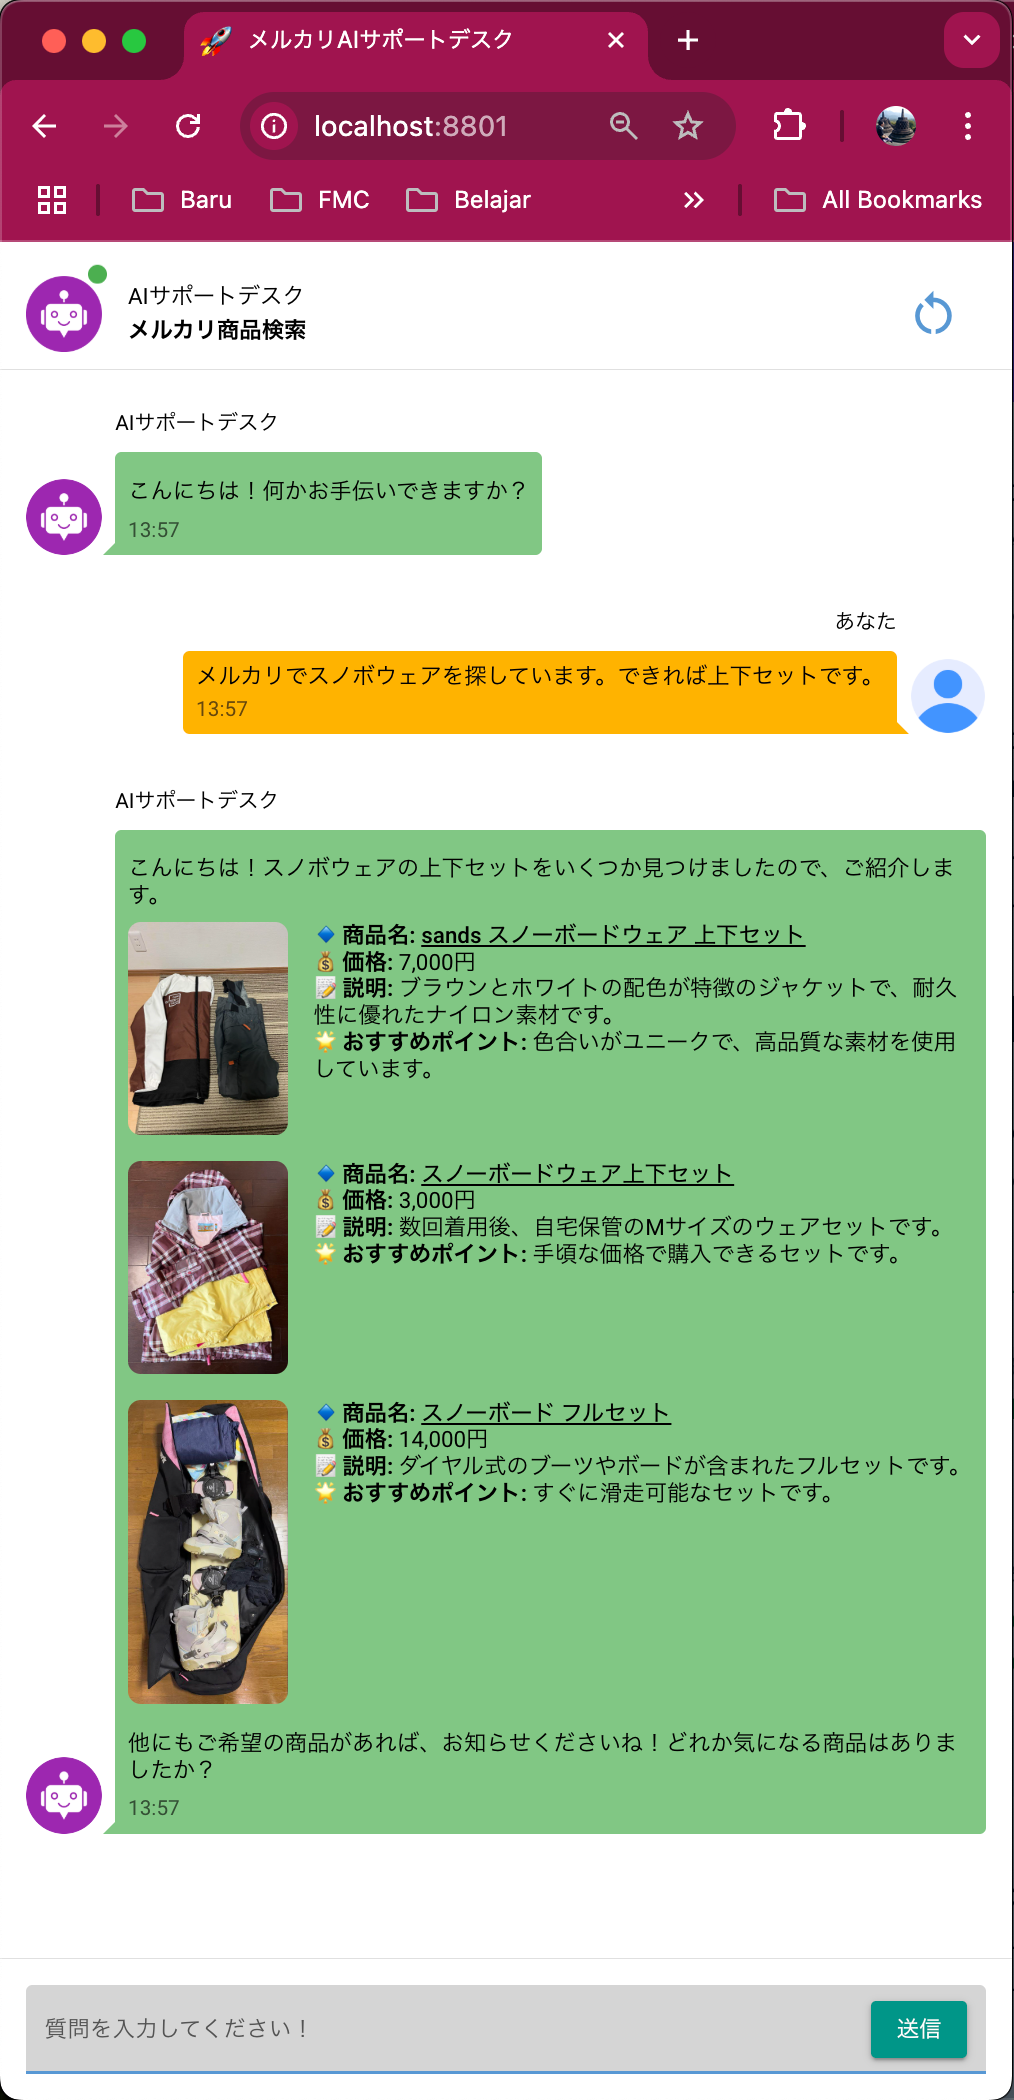 メルカリAIサポートデスク
localhost:8801
Baru
FMC
Belajar
All Bookmarks
AIサポートデスク
メルカリ商品検索
AIサポートデスク
こんにちは！何かお手伝いできますか？
13:57
あなた
メルカリでスノボウェアを探しています。できれば上下セットです。
13:57
AIサポートデスク
こんにちは！スノボウェアの上下セットをいくつか見つけましたので、ご紹介しま
す。
🔹 商品名: sands スノーボードウェア 上下セット
💰 価格: 7,000円
📝 説明: ブラウンとホワイトの配色が特徴のジャケットで、耐久
性に優れたナイロン素材です。
🌟 おすすめポイント: 色合いがユニークで、高品質な素材を使用
しています。
🔹 商品名: スノーボードウェア上下セット
💰 価格: 3,000円
📝 説明: 数回着用後、自宅保管のMサイズのウェアセットです。
🌟 おすすめポイント: 手頃な価格で購入できるセットです。
🔹 商品名: スノーボード フルセット
💰 価格: 14,000円
📝 説明: ダイヤル式のブーツやボードが含まれたフルセットです。
🌟 おすすめポイント: すぐに滑走可能なセットです。
他にもご希望の商品があれば、お知らせくださいね！どれか気になる商品はありま
したか？
13:57
質問を入力してください！
送信